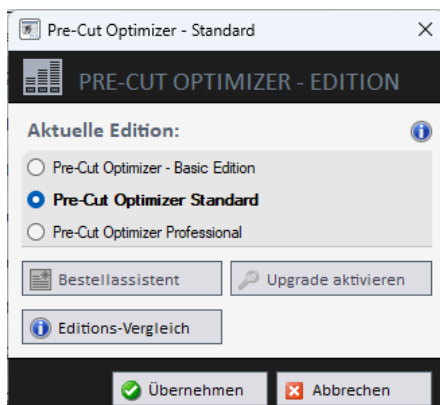 Pre-Cut Optimizer - Standard
PRE-CUT OPTIMIZER - EDITION
Aktuelle Edition:
Pre-Cut Optimizer - Basic Edition
Pre-Cut Optimizer Standard
Pre-Cut Optimizer Professional
Bestellassistent
Upgrade aktivieren
Editions-Vergleich
Übernehmen
Abbrechen